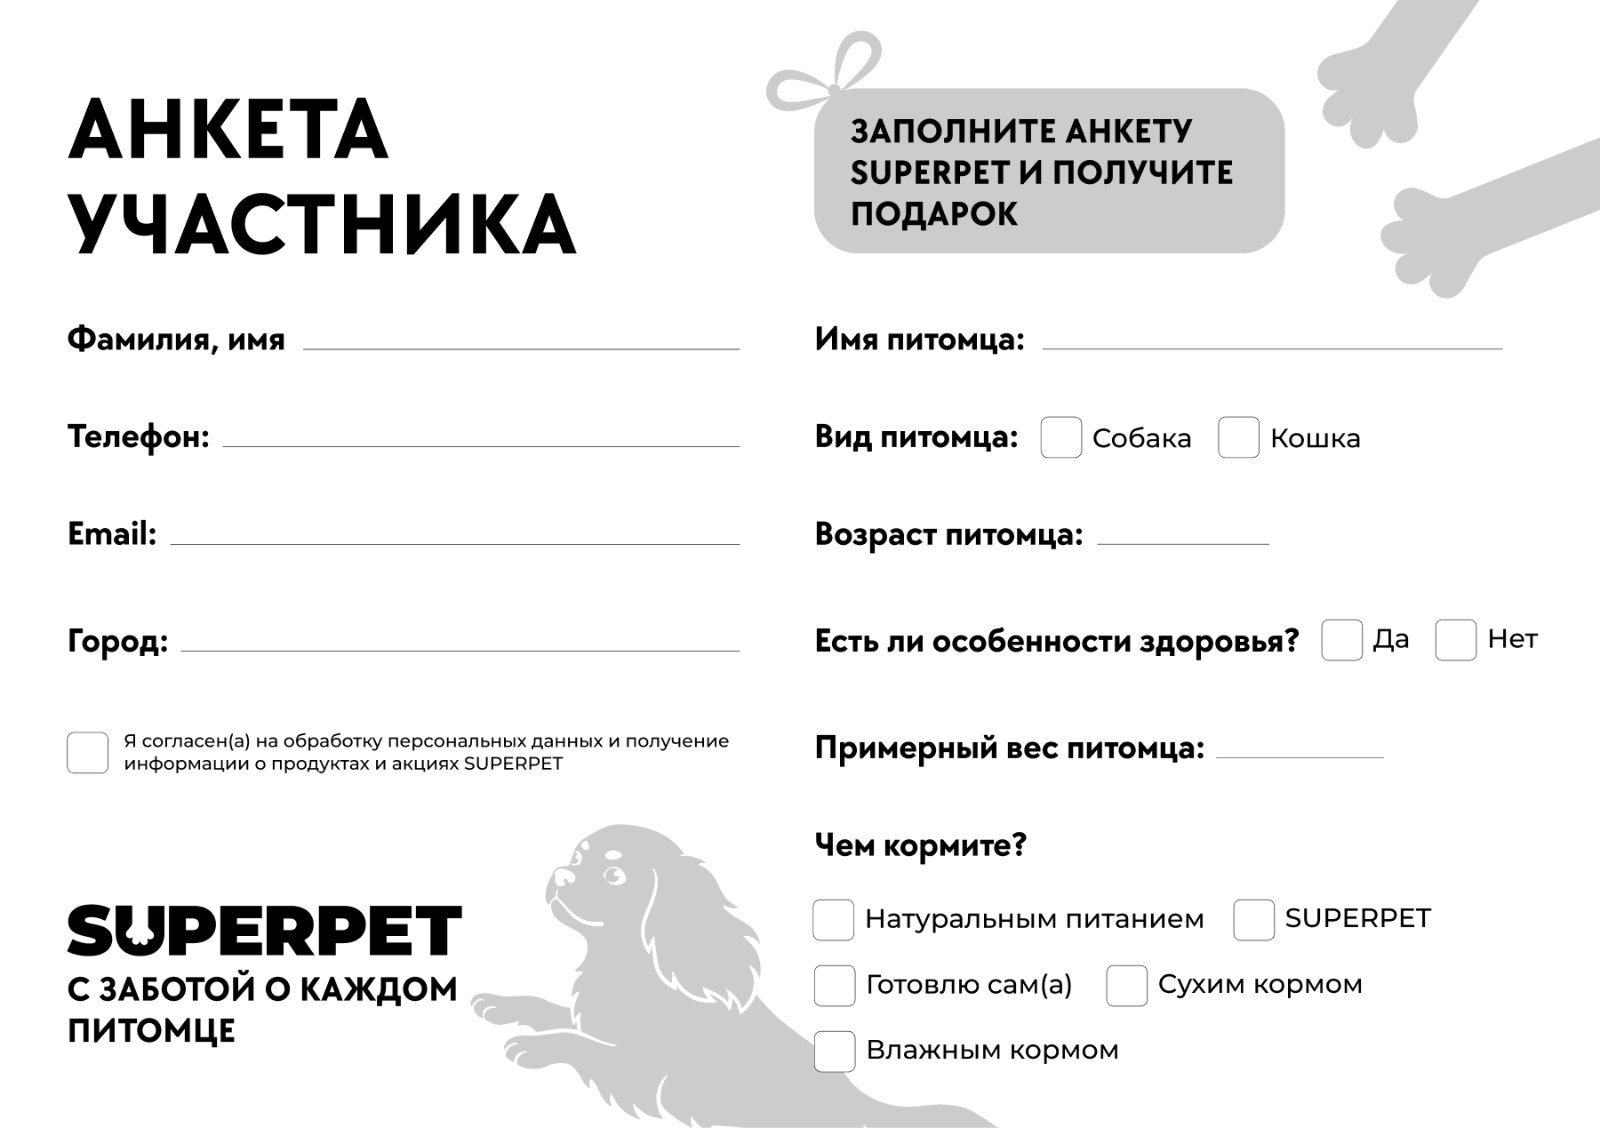 АНКЕТА
УЧАСТНИКА
ЗАПОЛНИТЕ АНКЕТУ
SUPERPET И ПОЛУЧИТЕ
ПОДАРОК
Фамилия, имя
Телефон:
Email:
Город:
Я согласен(а) на обработку персональных данных и получение
информации о продуктах и акциях SUPERPET
Имя питомца:
Вид питомца: Собака Кошка
Возраст питомца:
Есть ли особенности здоровья? Да Нет
Примерный вес питомца:
Чем кормите?
Натуральным питанием SUPERPET
Готовлю сам(а) Сухим кормом
Влажным кормом
SUPERPET
С ЗАБОТОЙ О КАЖДОМ
ПИТОМЦЕ